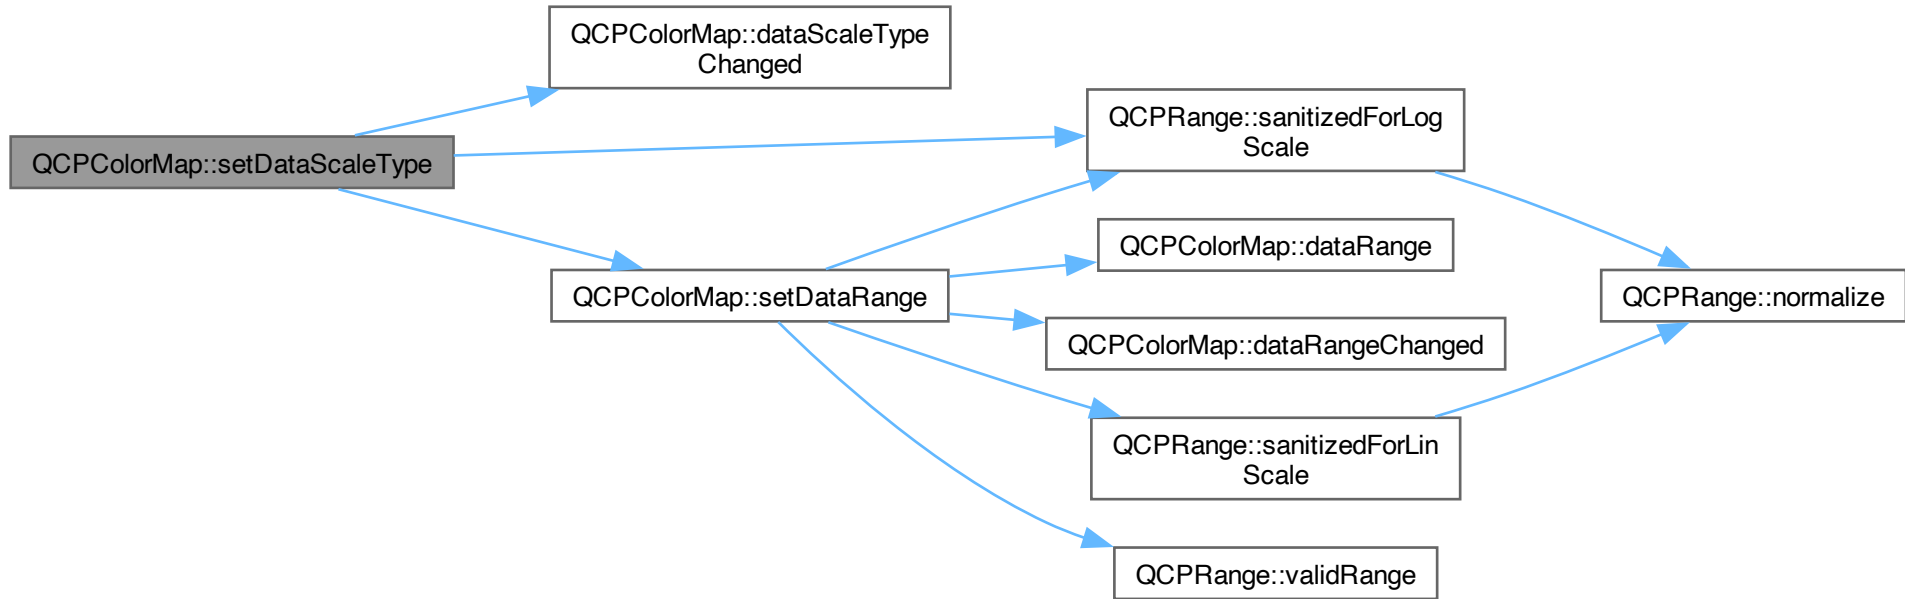 QCPColorMap::setDataScaleType
QCPColorMap::dataScaleType
Changed
QCPColorMap::setDataRange
QCPRange::sanitizedForLog
Scale
QCPColorMap::dataRange
QCPColorMap::dataRangeChanged
QCPRange::sanitizedForLin
Scale
QCPRange::validRange
QCPRange::normalize